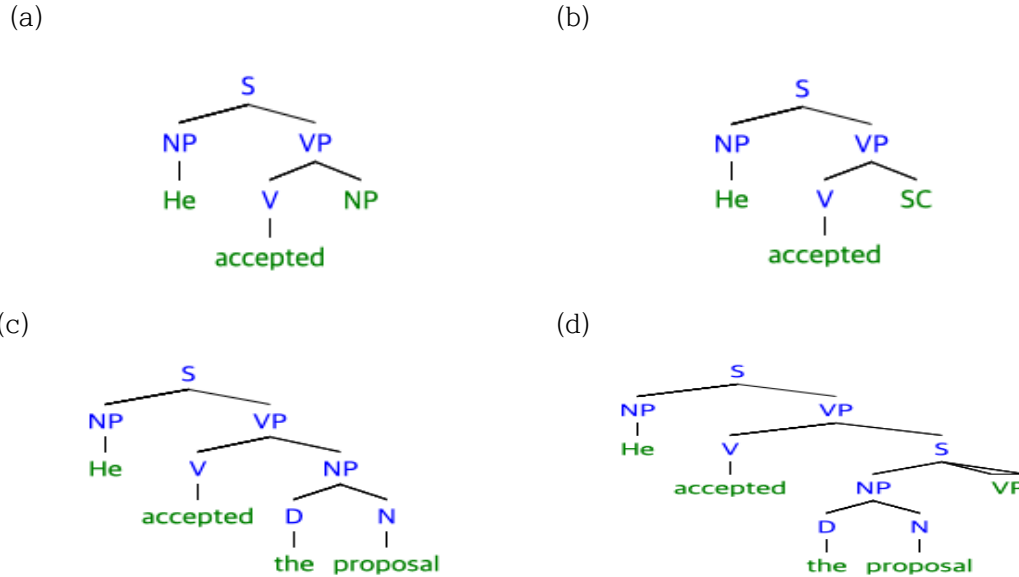 (a)
(b)
S
NP VP
He V NP
accepted
S
NP VP
He V SC
accepted
(c)
(d)
S
NP VP
He V NP
accepted D N
the proposal
S
NP VP
He V S
accepted NP VP
D N
the proposal